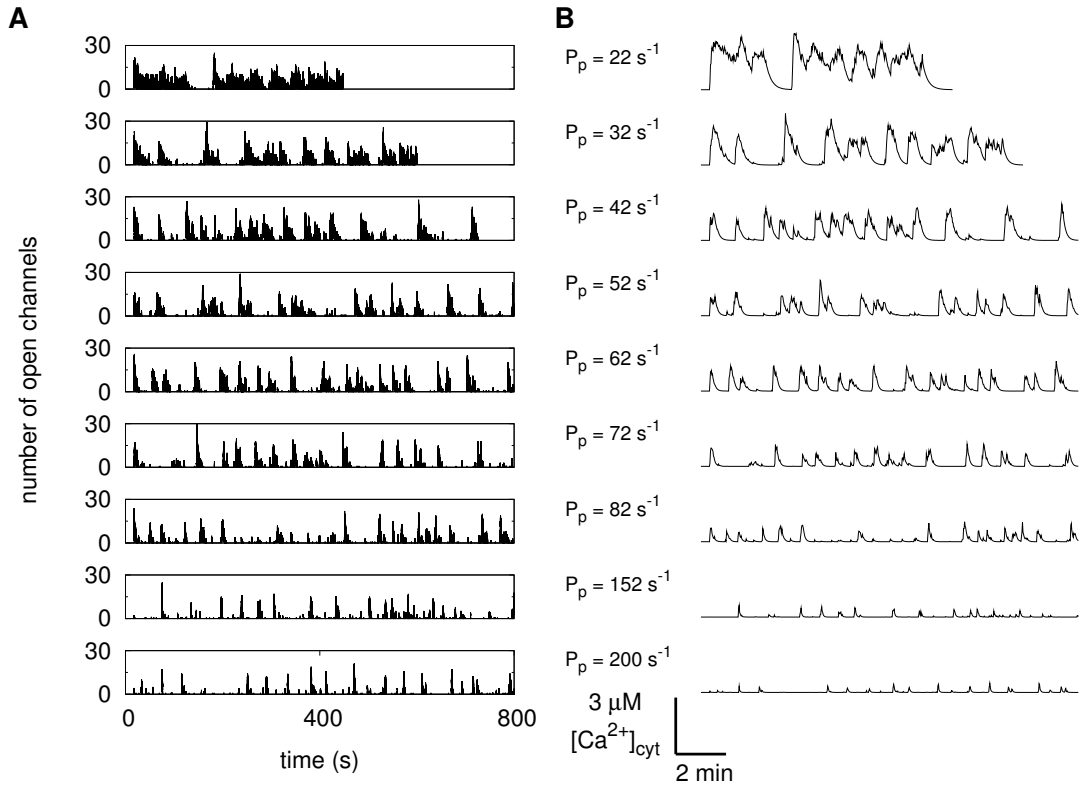 A
B
30
0
P_p = 22 s^-1
30
0
P_p = 32 s^-1
30
0
P_p = 42 s^-1
30
0
P_p = 52 s^-1
30
0
P_p = 62 s^-1
30
0
P_p = 72 s^-1
30
0
P_p = 82 s^-1
30
0
P_p = 152 s^-1
30
0
P_p = 200 s^-1
number of open channels
0 400 800
time (s)
3 μM
[Ca^2+]_cyt
2 min